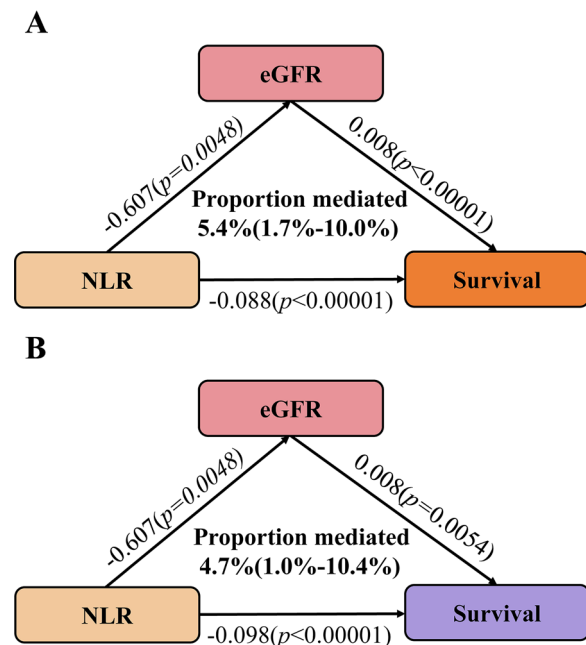 A
eGFR
-0.607(p=0.0048)
0.008(p<0.00001)
Proportion mediated
5.4%(1.7%-10.0%)
NLR
Survival
-0.088(p<0.00001)
B
eGFR
-0.607(p=0.0048)
0.008(p=0.0054)
Proportion mediated
4.7%(1.0%-10.4%)
NLR
Survival
-0.098(p<0.00001)